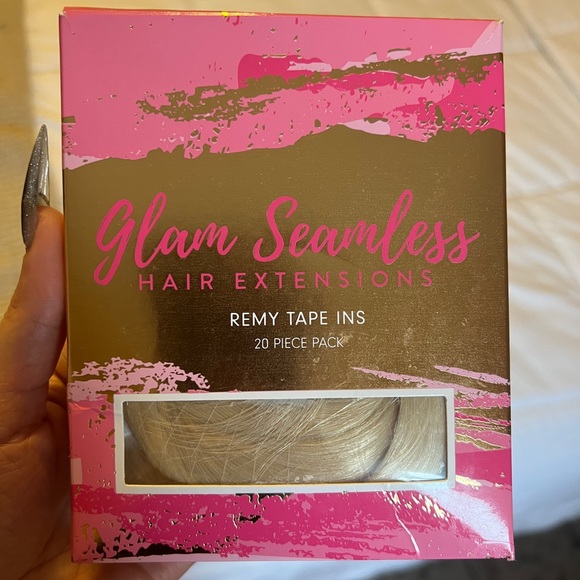 Glam Seamless
HAIR EXTENSIONS
REMY TAPE INS
20 PIECE PACK